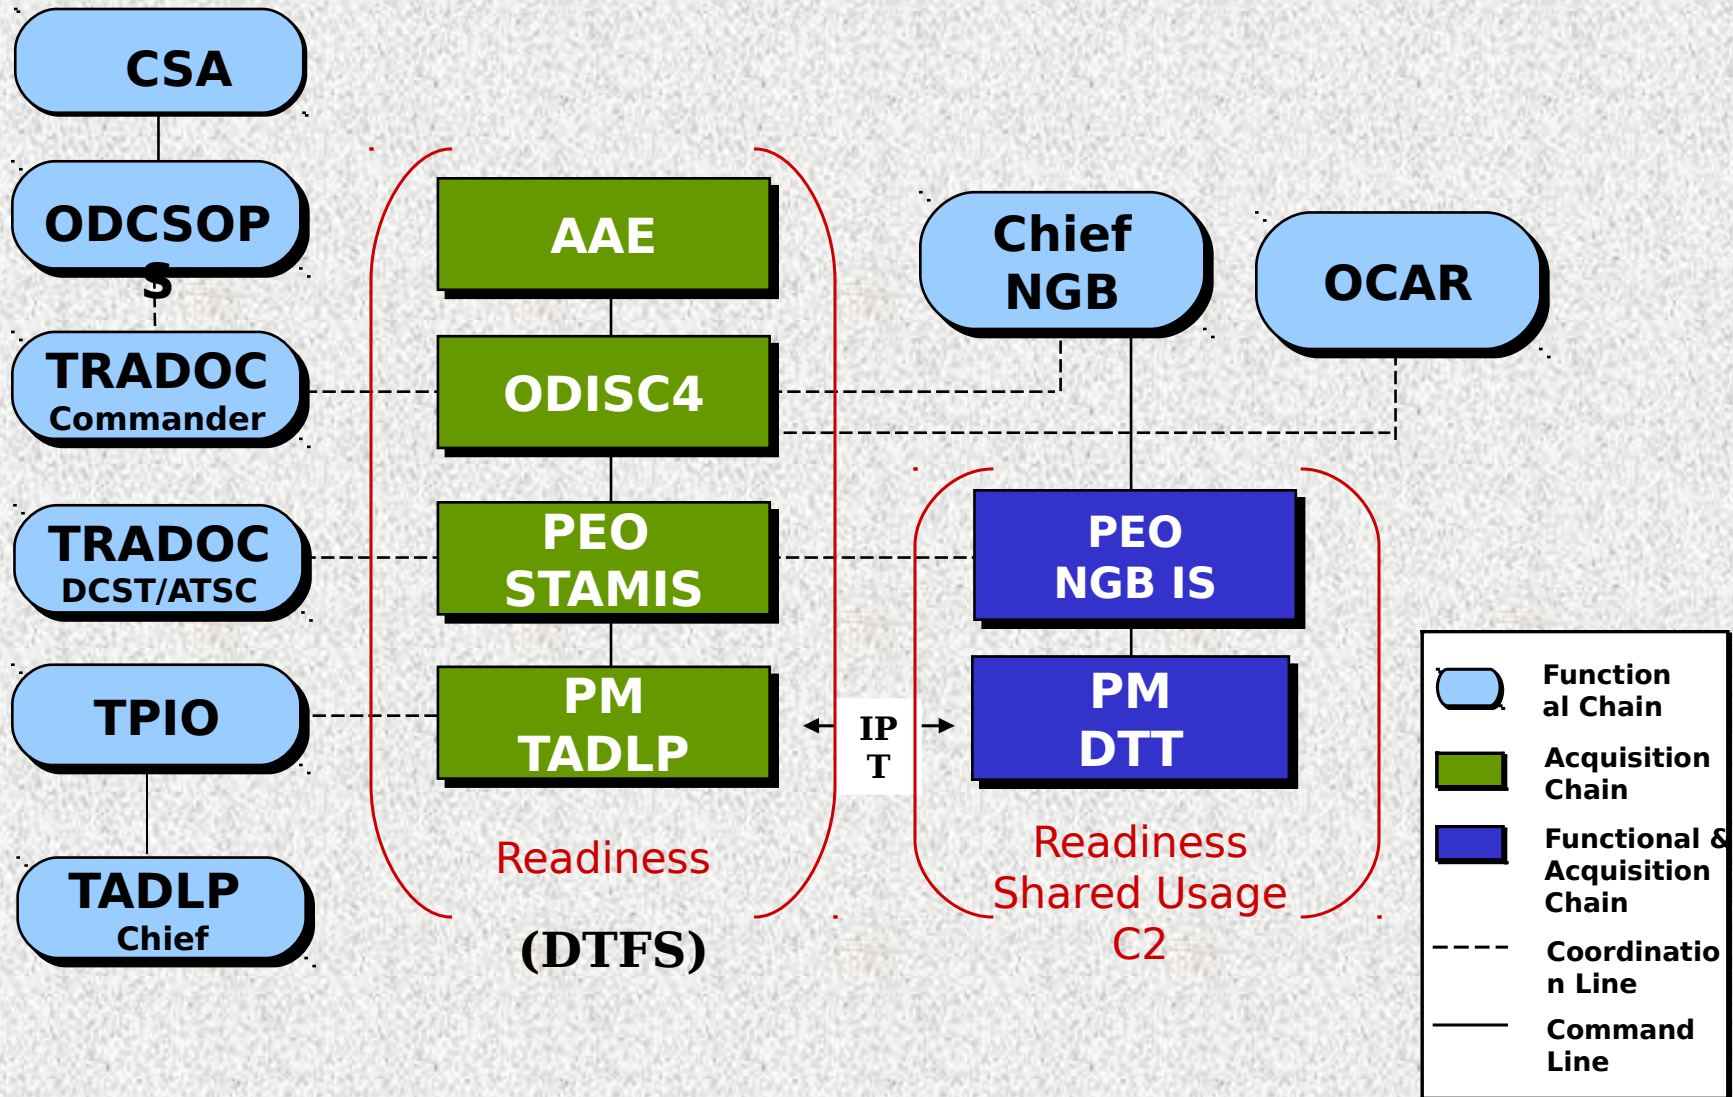 CSA
ODCSOP
S
TRADOC
Commander
TRADOC
DCST/ATSC
TPIO
TADLP
Chief
AAE
ODISC4
PEO
STAMIS
PM
TADLP
Readiness
(DTFS)
IP
T
Chief
NGB
OCAR
PEO
NGB IS
PM
DTT
Readiness
Shared Usage
C2
Function
al Chain
Acquisition
Chain
Functional &
Acquisition
Chain
Coordinatio
n Line
Command
Line